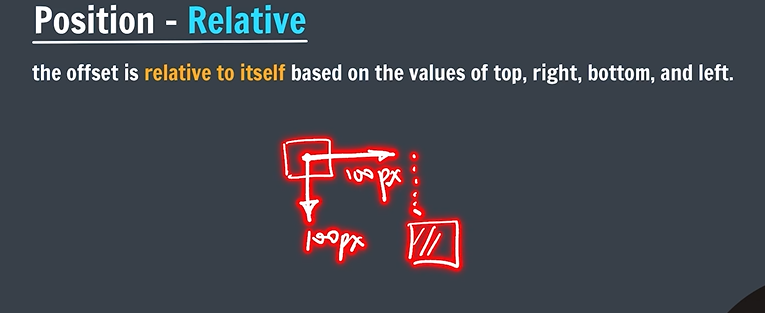 Position - Relative
the offset is relative to itself based on the values of top, right, bottom, and left.
100px
100px